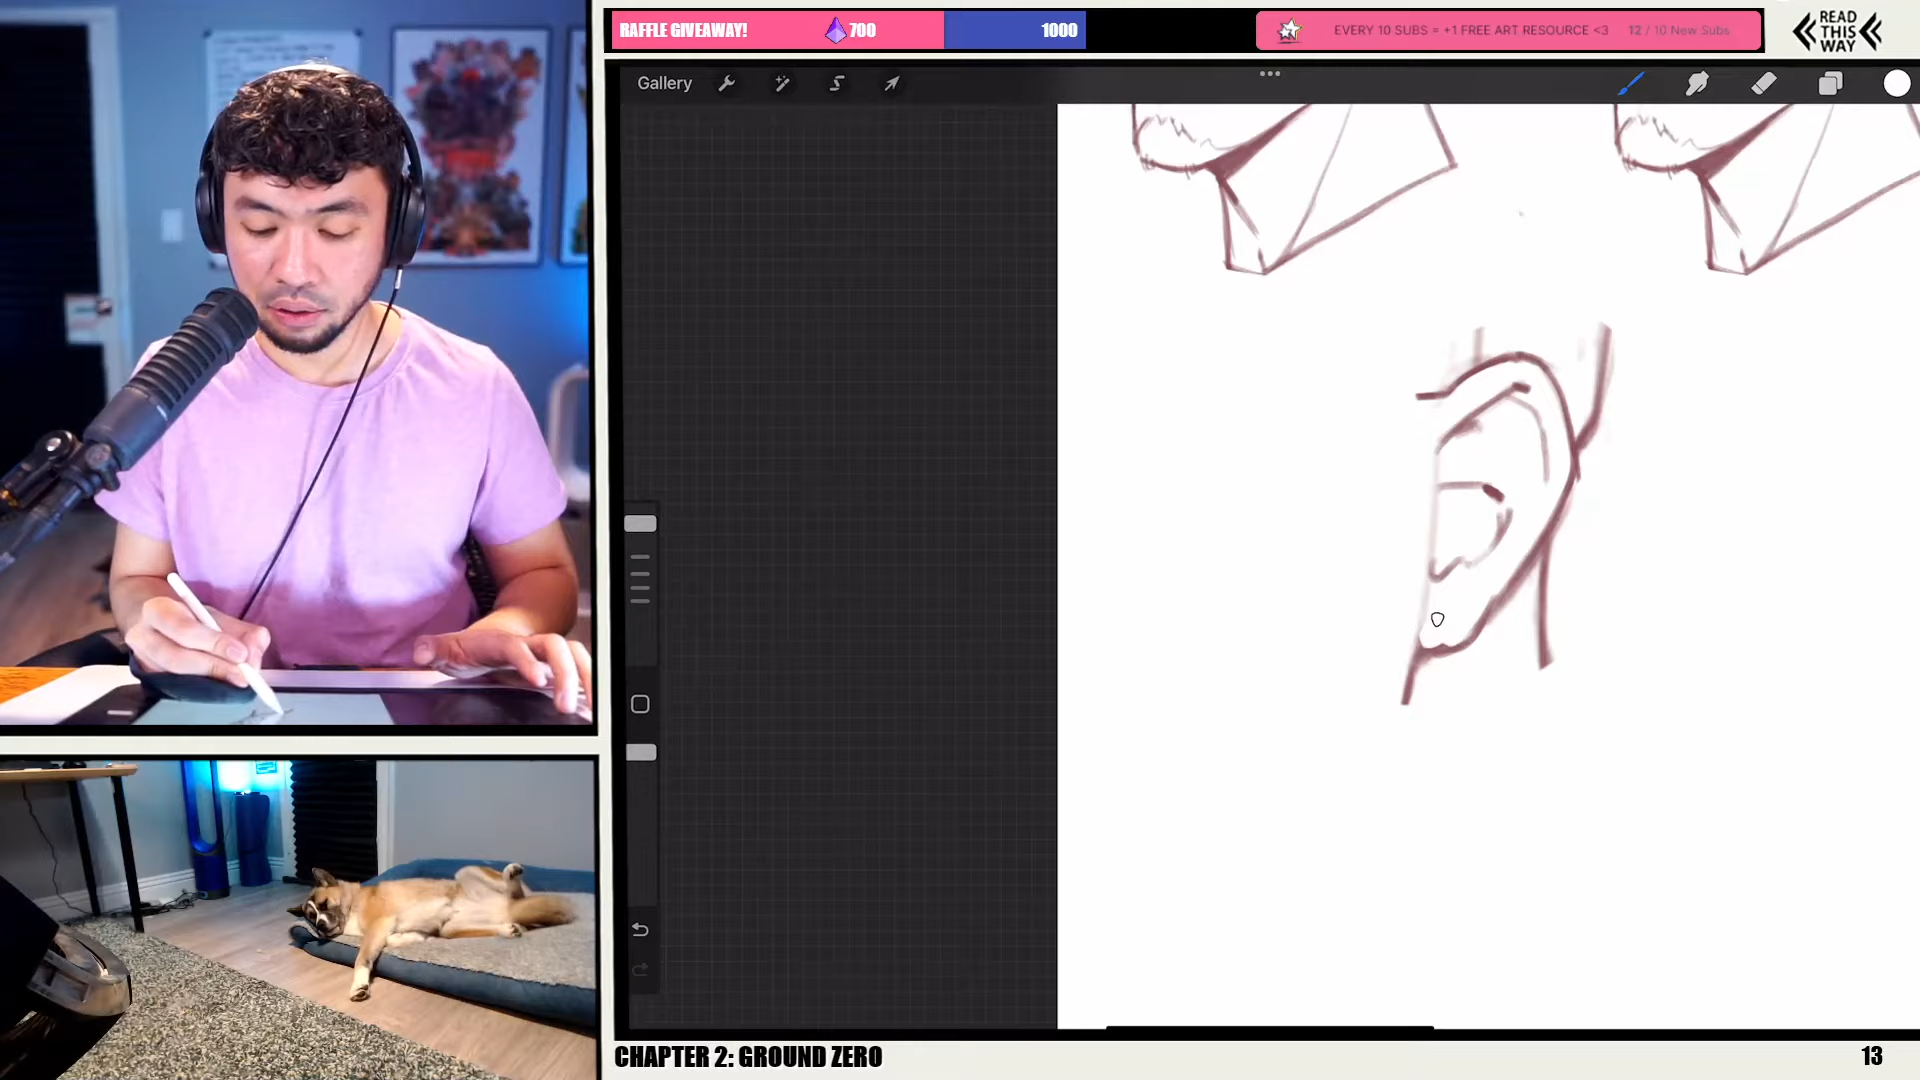 RAFFLE GIVEAWAY! 700 1000
EVERY 10 SUBS = +1 FREE ART RESOURCE <3 12 / 10 New Subs
READ
THIS
WAY
Gallery
CHAPTER 2: GROUND ZERO
13